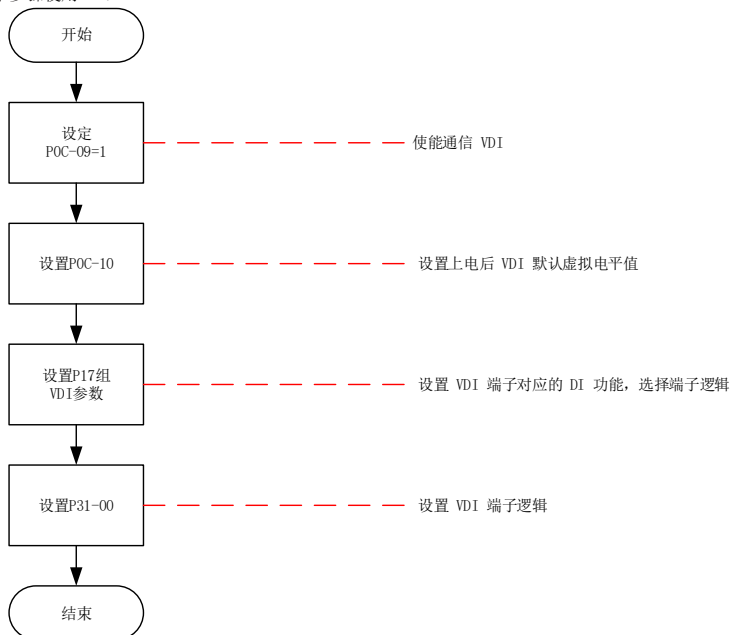 开始
设定
P0C-09=1
使能通信 VDI
设置P0C-10
设置上电后 VDI 默认虚拟电平值
设置P17组
VDI参数
设置 VDI 端子对应的 DI 功能，选择端子逻辑
设置P31-00
设置 VDI 端子逻辑
结束